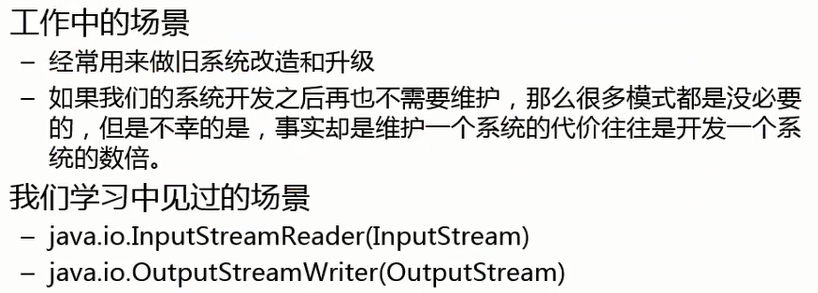 工作中的场景
– 经常用来做旧系统改造和升级
– 如果我们的系统开发之后再也不需要维护，那么很多模式都是没必要
的，但是不幸的是，事实却是维护一个系统的代价往往是开发一个系
统的数倍。
我们学习中见过的场景
– java.io.InputStreamReader(InputStream)
– java.io.OutputStreamWriter(OutputStream)